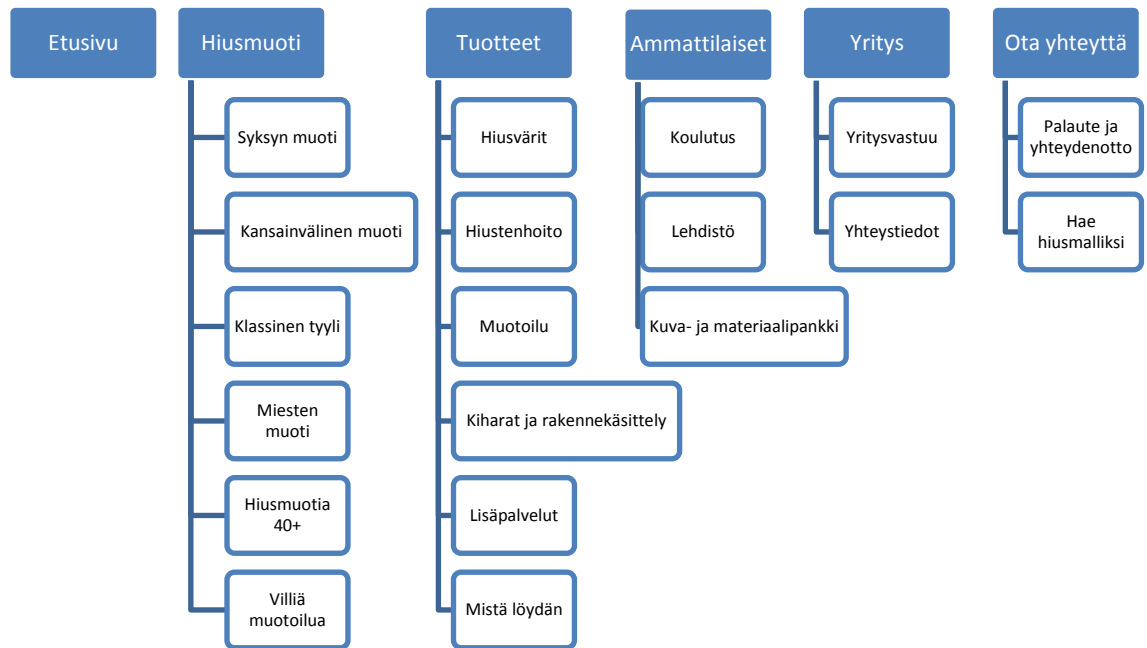 Etusivu
Hiusmuoti
Syksyn muoti
Kansainvälinen muoti
Klassinen tyyli
Miesten
muoti
Hiusmuotia
40+
Villiä
muotoilua
Tuotteet
Hiusvärit
Hiustenhoito
Muotoilu
Kiharat ja rakennekäsittely
Lisäpalvelut
Mistä löydän
Ammattilaiset
Koulutus
Lehdistö
Kuva- ja materiaalipankki
Yritys
Yritysvastuu
Yhteystiedot
Ota yhteyttä
Palaute ja
yhteydenotto
Hae
hiusmalliksi